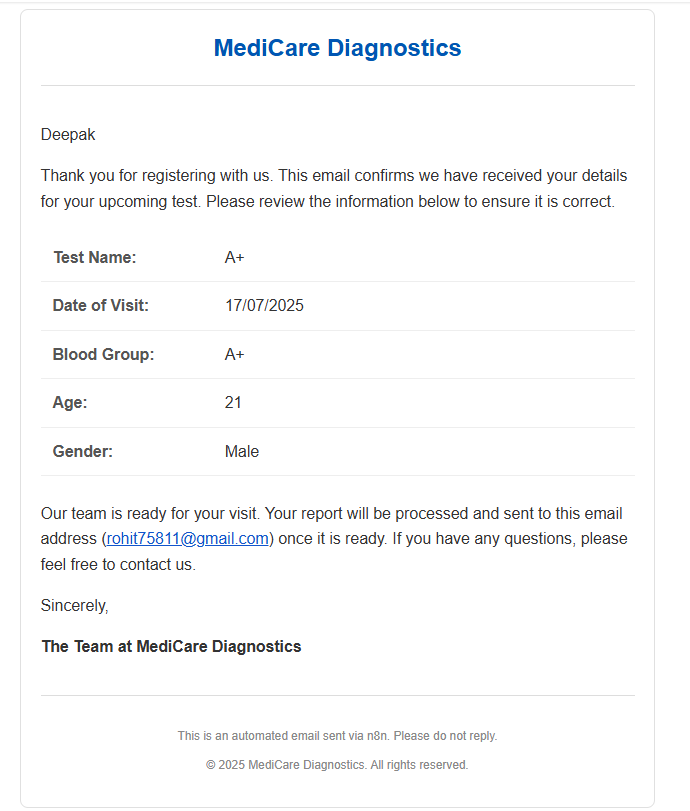 MediCare Diagnostics
Deepak
Thank you for registering with us. This email confirms we have received your details
for your upcoming test. Please review the information below to ensure it is correct.
Test Name: A+
Date of Visit: 17/07/2025
Blood Group: A+
Age: 21
Gender: Male
Our team is ready for your visit. Your report will be processed and sent to this email
address (rohit75811@gmail.com) once it is ready. If you have any questions, please
feel free to contact us.
Sincerely,
The Team at MediCare Diagnostics
This is an automated email sent via n8n. Please do not reply.
© 2025 MediCare Diagnostics. All rights reserved.